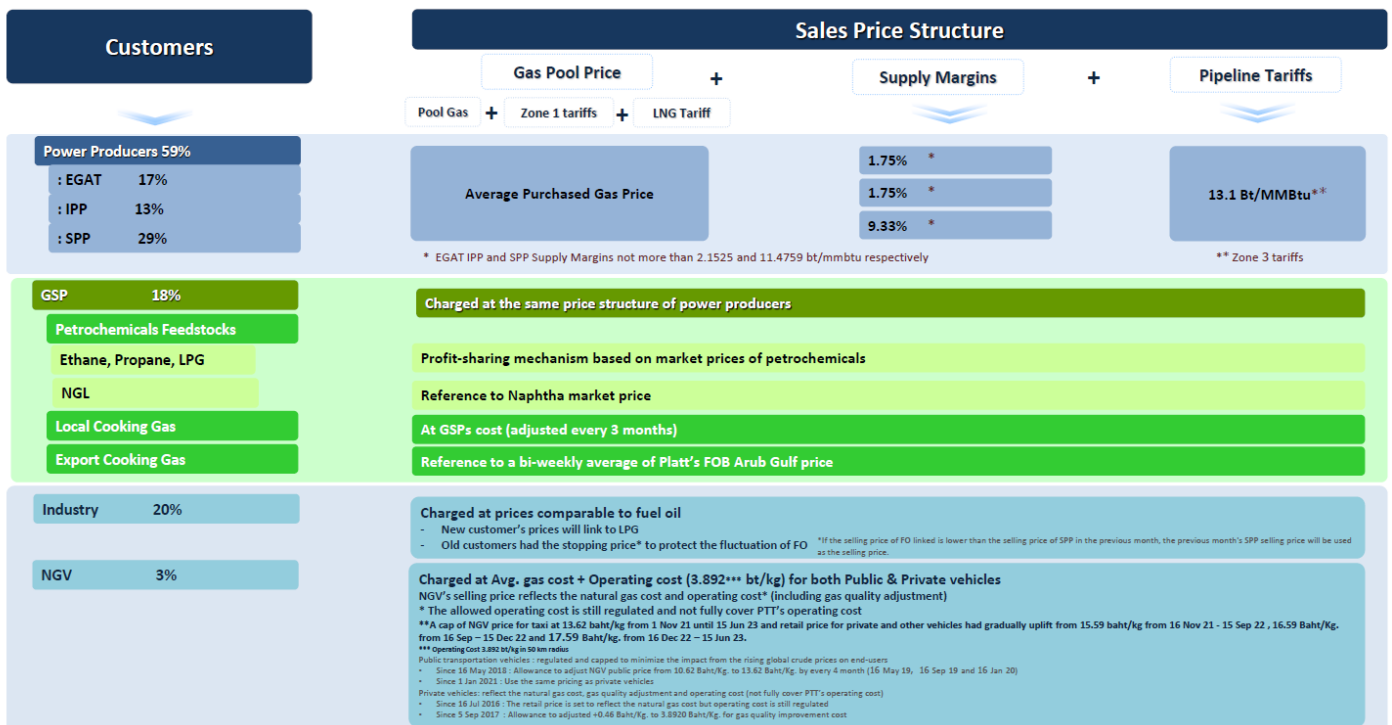 Customers
Sales Price Structure
Gas Pool Price + Supply Margins + Pipeline Tariffs
Pool Gas + Zone 1 tariffs + LNG Tariff
Power Producers 59%
: EGAT 17%
: IPP 13%
: SPP 29%
Average Purchased Gas Price
1.75% *
1.75% *
9.33% *
13.1 Bt/MMBtu**
* EGAT IPP and SPP Supply Margins not more than 2.1525 and 11.4759 bt/mmbtu respectively
** Zone 3 tariffs
GSP 18%
Charged at the same price structure of power producers
Petrochemicals Feedstocks
Ethane, Propane, LPG
Profit-sharing mechanism based on market prices of petrochemicals
NGL
Reference to Naphtha market price
Local Cooking Gas
At GSPs cost (adjusted every 3 months)
Export Cooking Gas
Reference to a bi-weekly average of Platt's FOB Arub Gulf price
Industry 20%
Charged at prices comparable to fuel oil
- New customer's prices will link to LPG
- Old customers had the stopping price* to protect the fluctuation of FO
*If the selling price of FO linked is lower than the selling price of SPP in the previous month, the previous month's SPP selling price will be used
as the selling price.
NGV 3%
Charged at Avg. gas cost + Operating cost (3.892*** bt/kg) for both Public & Private vehicles
NGV's selling price reflects the natural gas cost and operating cost* (including gas quality adjustment)
* The allowed operating cost is still regulated and not fully cover PTT's operating cost
**A cap of NGV price for taxi at 13.62 baht/kg from 1 Nov 21 until 15 Jun 23 and retail price for private and other vehicles had gradually uplift from 15.59 baht/kg from 16 Nov 21 - 15 Sep 22 , 16.59 Baht/Kg.
from 16 Sep – 15 Dec 22 and 17.59 Baht/kg. from 16 Dec 22 – 15 Jun 23.
*** Operating Cost 3.892 bt/kg in 50 km radius
Public transportation vehicles : regulated and capped to minimize the impact from the rising global crude prices on end-users
• Since 16 May 2018 : Allowance to adjust NGV public price from 10.62 Baht/Kg. to 13.62 Baht/Kg. by every 4 month (16 May 19, 16 Sep 19 and 16 Jan 20)
• Since 1 Jan 2021 : Use the same pricing as private vehicles
Private vehicles: reflect the natural gas cost, gas quality adjustment and operating cost (not fully cover PTT's operating cost)
• Since 16 Jul 2016 : The retail price is set to reflect the natural gas cost but operating cost is still regulated
• Since 5 Sep 2017 : Allowance to adjusted +0.46 Baht/Kg. to 3.8920 Baht/Kg. for gas quality improvement cost